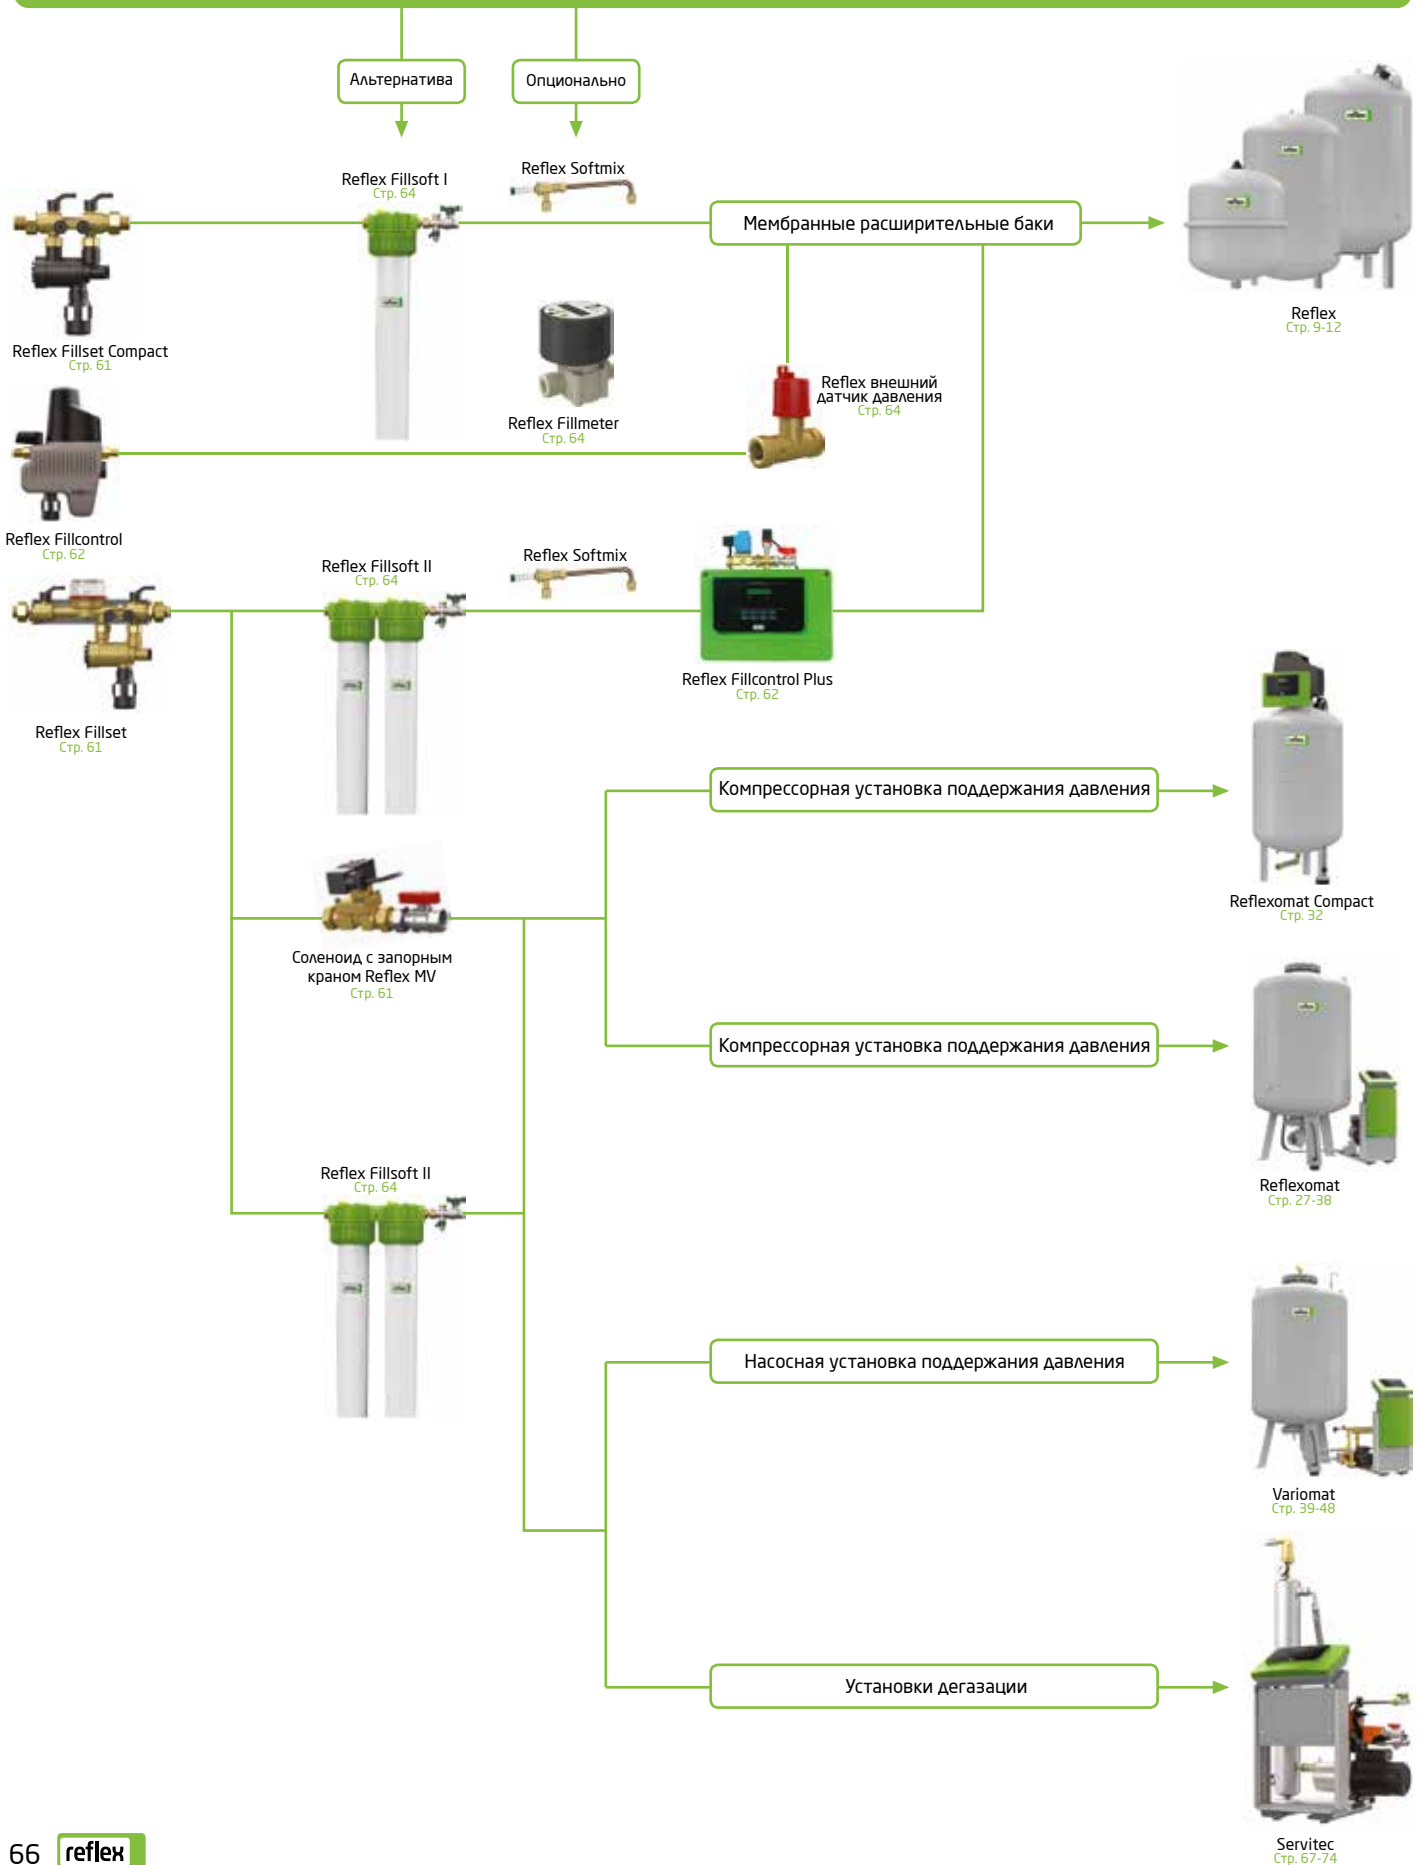 Альтернатива
Опционально
Reflex Fillsoft I
Стр. 64
Reflex Softmix
Мембранные расширительные баки
reflex
Reflex
Стр. 9-12
Reflex Fillset Compact
Стр. 61
Reflex Fillmeter
Стр. 64
Reflex внешний
датчик давления
Стр. 64
Reflex Fillcontrol
Стр. 62
Reflex Fillsoft II
Стр. 64
Reflex Softmix
Reflex Fillcontrol Plus
Стр. 62
Reflex Fillset
Стр. 61
Компрессорная установка поддержания давления
Reflexomat Compact
Стр. 32
Соленоид с запорным
краном Reflex MV
Стр. 61
Компрессорная установка поддержания давления
Reflexomat
Стр. 27-38
Reflex Fillsoft II
Стр. 64
Насосная установка поддержания давления
Variomat
Стр. 39-48
Установки дегазации
Servitec
Стр. 67-74
66
reflex